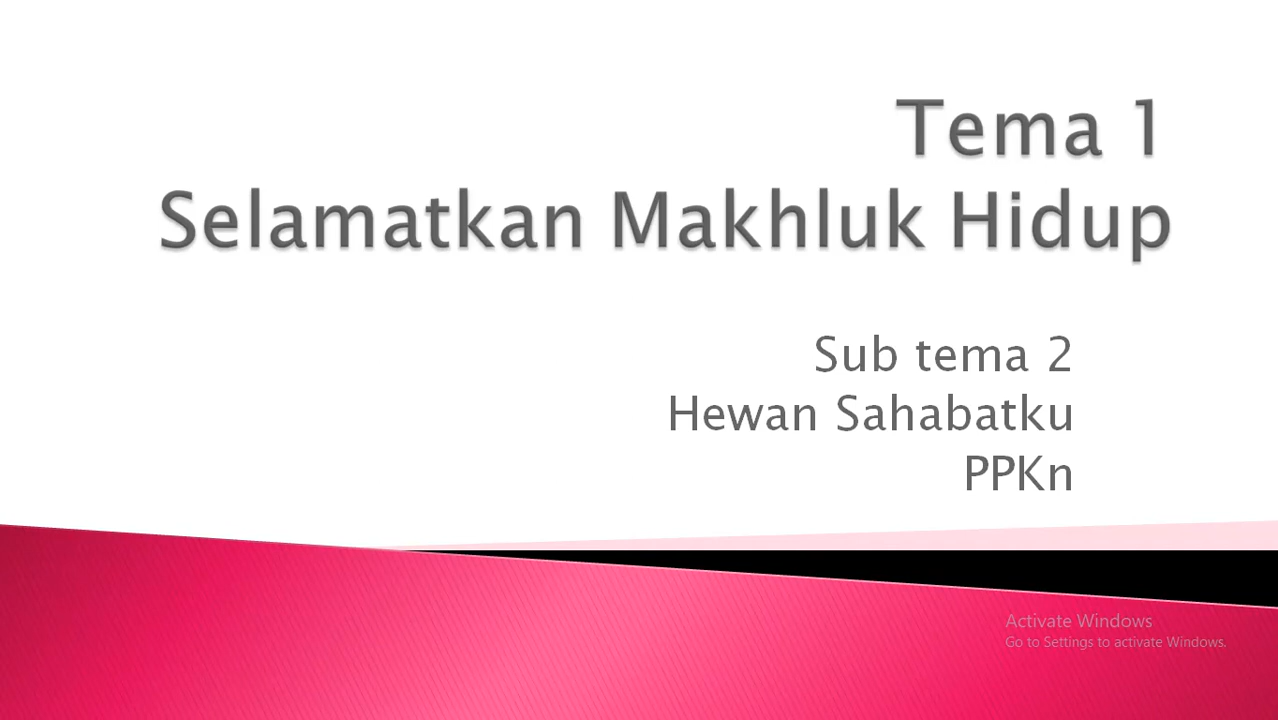 Tema 1
Selamatkan Makhluk Hidup
Sub tema 2
Hewan Sahabatku
PPKn
Activate Windows
Go to Settings to activate Windows.